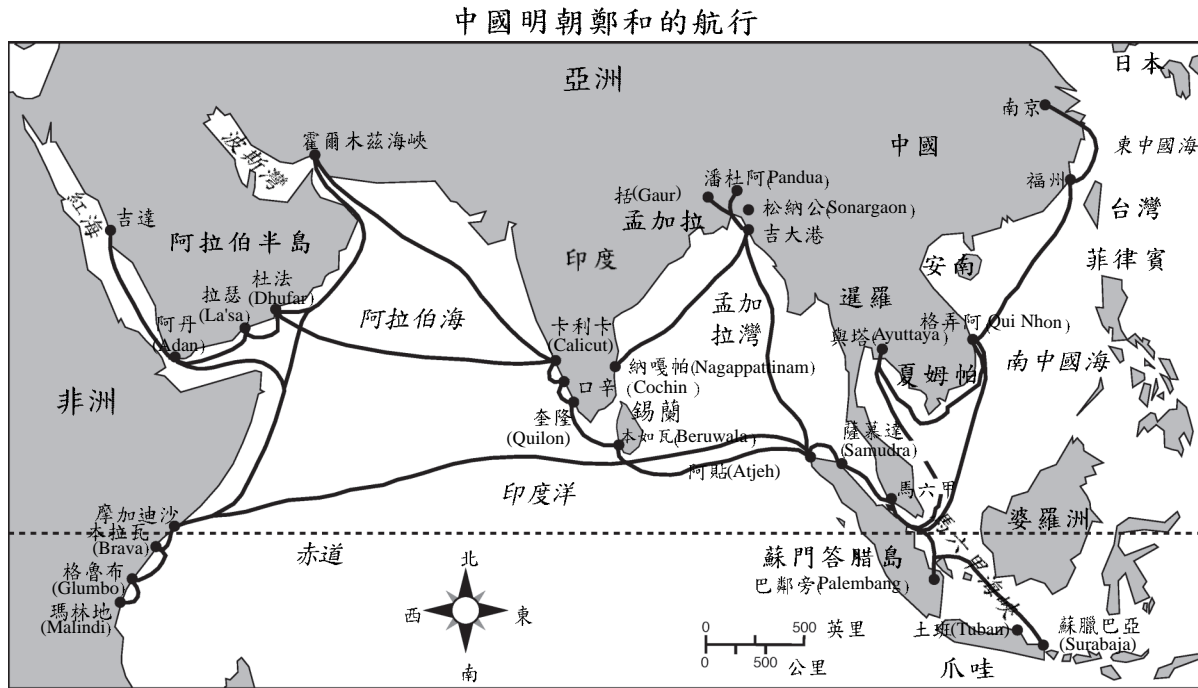 中國明朝鄭和的航行
亞洲
日本
南京
東中國海
中國
福州
台灣
菲律賓
霍爾木茲海峽
波斯灣
紅海
吉達
阿拉伯半島
杜法
(Dhufar)
拉瑟
(La'sa)
阿丹
(Adan)
阿拉伯海
印度
括(Gaur)
潘杜阿(Pandua)
孟加拉
松納公(Sonargaon)
吉大港
孟加
拉灣
安南
暹羅
格弄阿(Qui Nhon)
與塔(Ayuttaya)
夏姆帕
南中國海
卡利卡
(Calicut)
納嘎帕(Nagappattinam)
口辛
(Cochin)
奎隆
(Quilon)
錫蘭
本如瓦(Beruwala)
阿貼(Atjeh)
薩慕達
(Samudra)
馬六甲
馬六甲海峽
非洲
印度洋
摩加迪沙
本拉瓦
(Brava)
格魯布
(Glumbo)
瑪林地
(Malindi)
赤道
婆羅洲
蘇門答腊島
巴鄰旁(Palembang)
土班(Tuban)
蘇臘巴亞
(Surabaja)
爪哇
北
西
東
南
0 500 英里
0 500 公里